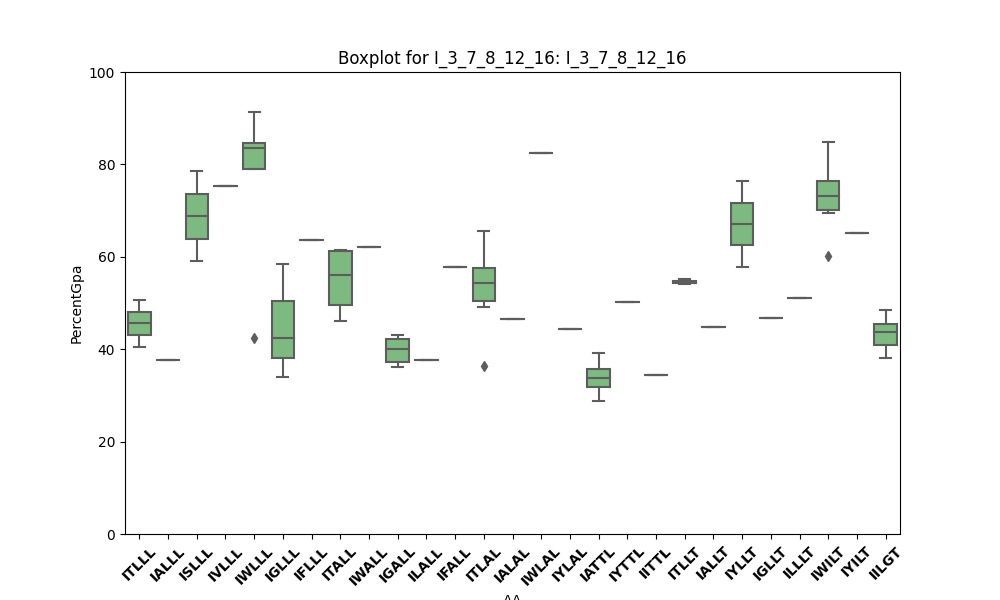 Boxplot for I_3_7_8_12_16: I_3_7_8_12_16
100
80
60
40
20
0
PercentGpa
ITLLL IALLL ISLLL IVLLL IWLLL IGLLL IFLLL ITALL IWALL IGALL ILALL IFALL ITLAL IALAL IWLAL IYLAL IATTL IYTTL IITTL ITLLT IALLT IYLLT IGLLT ILLLT IWILT IYILT IILGT
AA